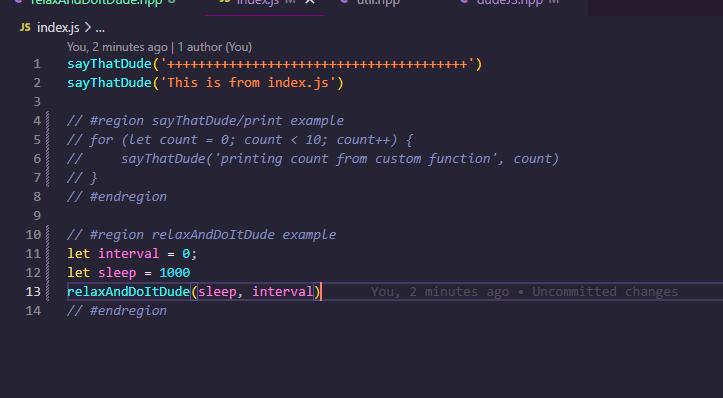 relaxAndDoItDude.hpp U JS index.js M X util.hpp dudeJS.hpp M
JS index.js > ...
You, 2 minutes ago | 1 author (You)
1 sayThatDude('++++++++++++++++++++++++++++++++++++++++')
2 sayThatDude('This is from index.js')
3
4 // #region sayThatDude/print example
5 // for (let count = 0; count < 10; count++) {
6 //     sayThatDude('printing count from custom function', count)
7 // }
8 // #endregion
9
10 // #region relaxAndDoItDude example
11 let interval = 0;
12 let sleep = 1000
13 relaxAndDoItDude(sleep, interval) You, 2 minutes ago • Uncommitted changes
14 // #endregion